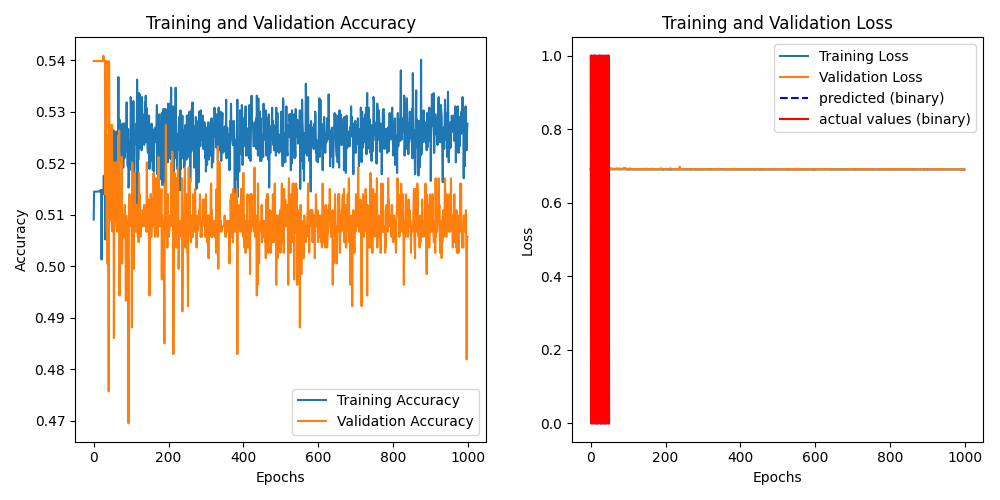 Training and Validation Accuracy
0.54
0.53
0.52
0.51
0.50
0.49
0.48
0.47
Accuracy
0
200
400
600
800
1000
Epochs
Training Accuracy
Validation Accuracy
Training and Validation Loss
1.0
0.8
0.6
0.4
0.2
0.0
Loss
0
200
400
600
800
1000
Epochs
Training Loss
Validation Loss
predicted (binary)
actual values (binary)